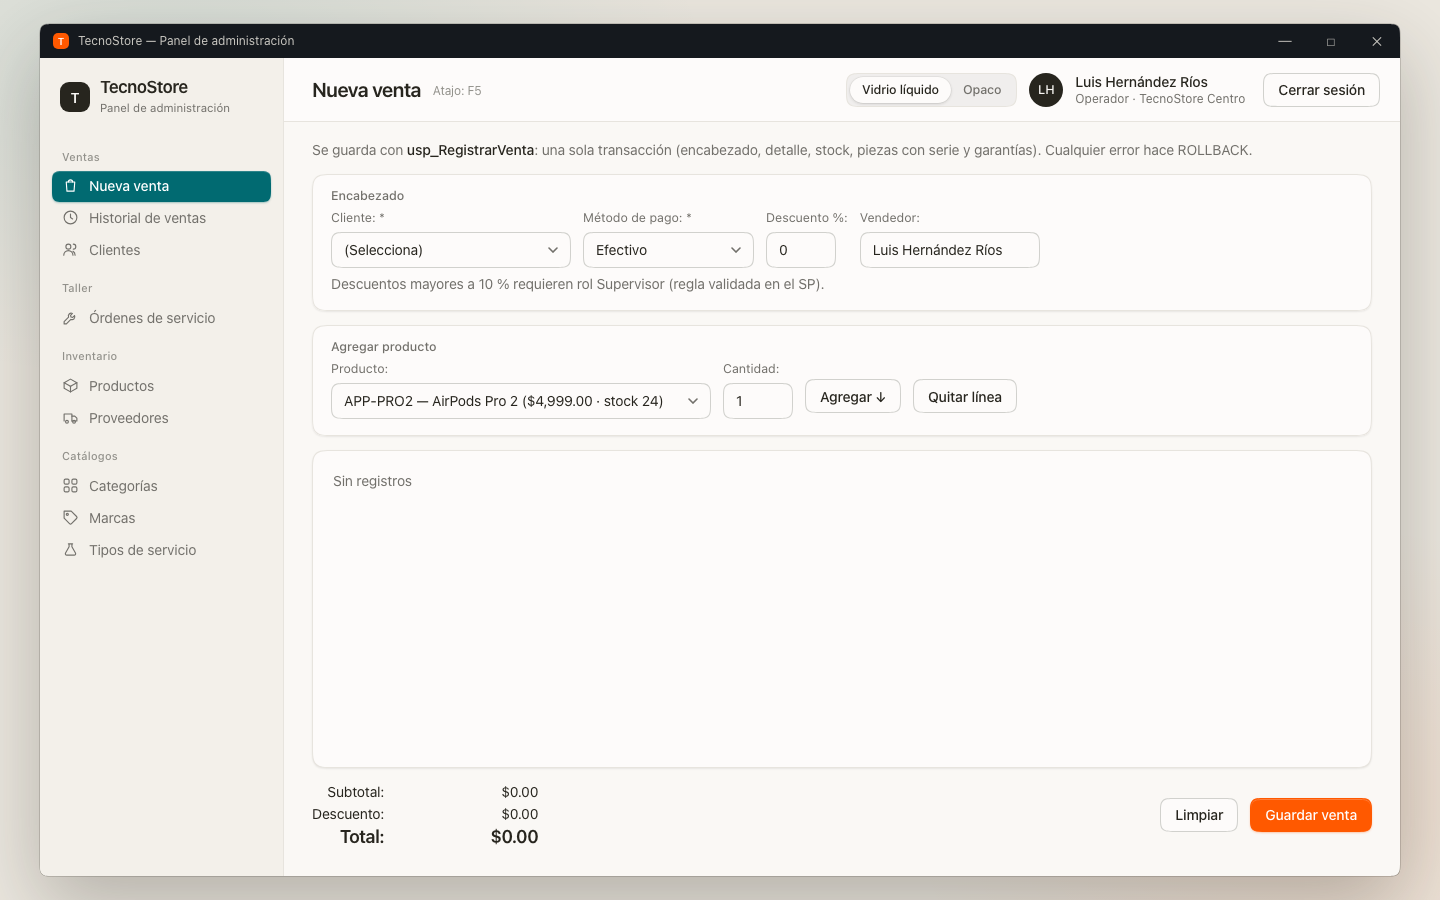 T TecnoStore — Panel de administración
T TecnoStore
Panel de administración
Ventas
Nueva venta
Historial de ventas
Clientes
Taller
Órdenes de servicio
Inventario
Productos
Proveedores
Catálogos
Categorías
Marcas
Tipos de servicio
Nueva venta Atajo: F5
Vidrio líquido Opaco
LH Luis Hernández Ríos
Operador · TecnoStore Centro
Cerrar sesión
Se guarda con usp_RegistrarVenta: una sola transacción (encabezado, detalle, stock, piezas con serie y garantías). Cualquier error hace ROLLBACK.
Encabezado
Cliente: * Método de pago: * Descuento %: Vendedor:
(Selecciona) Efectivo 0 Luis Hernández Ríos
Descuentos mayores a 10 % requieren rol Supervisor (regla validada en el SP).
Agregar producto
Producto: Cantidad:
APP-PRO2 — AirPods Pro 2 ($4,999.00 · stock 24) 1 Agregar ↓ Quitar línea
Sin registros
Subtotal: $0.00
Descuento: $0.00
Total: $0.00
Limpiar Guardar venta